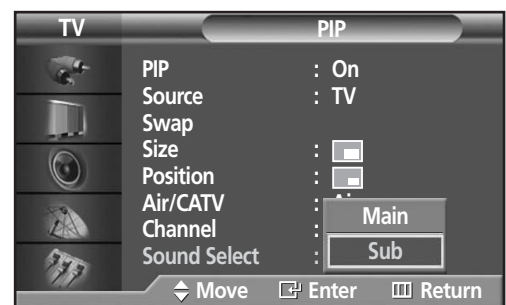 TV
PIP
PIP : On
Source : TV
Swap
Size :
Position :
Air/CATV :
Channel :
Sound Select :
Main
Sub
Move Enter Return